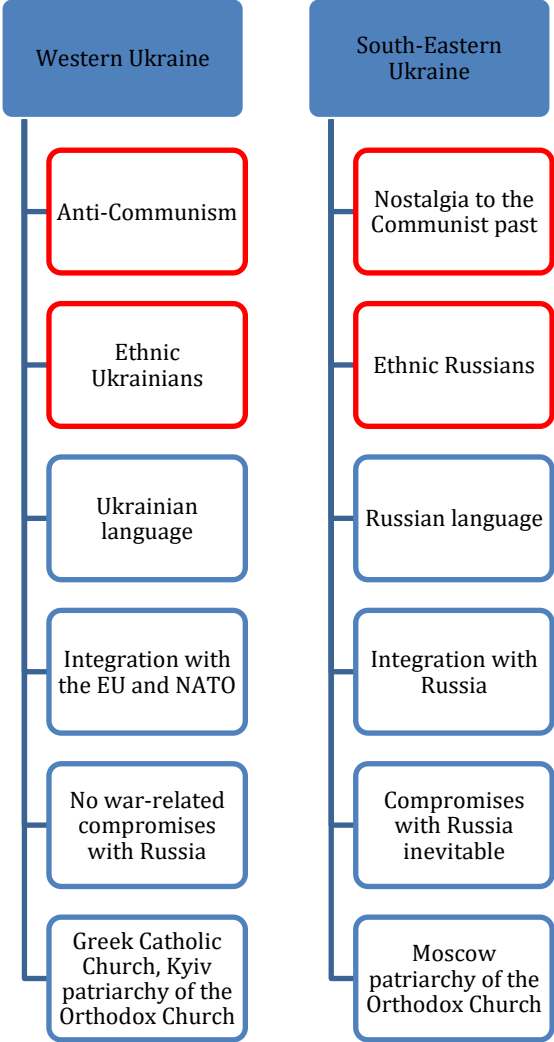 Western Ukraine
Anti-Communism
Ethnic
Ukrainians
Ukrainian
language
Integration with
the EU and NATO
No war-related
compromises
with Russia
Greek Catholic
Church, Kyiv
patriarchy of the
Orthodox Church
South-Eastern
Ukraine
Nostalgia to the
Communist past
Ethnic Russians
Russian language
Integration with
Russia
Compromises
with Russia
inevitable
Moscow
patriarchy of the
Orthodox Church